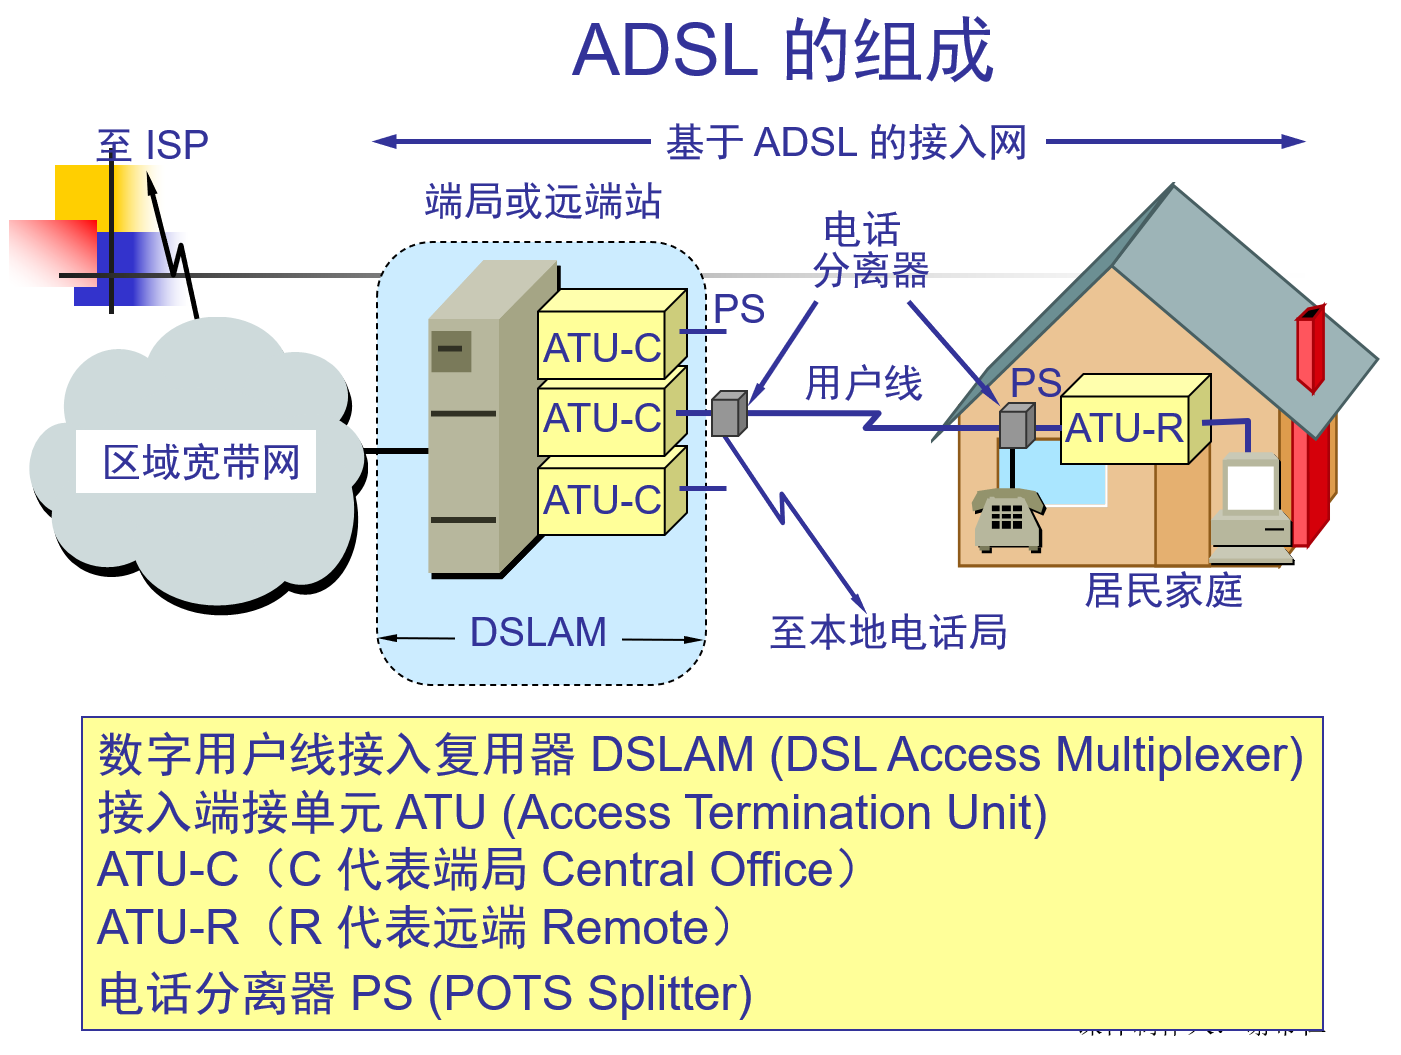 ADSL 的组成
至 ISP
基于 ADSL 的接入网
端局或远端站
电话
分离器
PS
ATU-C
用户线
PS
ATU-C
ATU-R
区域宽带网
ATU-C
居民家庭
DSLAM
至本地电话局
数字用户线接入复用器 DSLAM (DSL Access Multiplexer)
接入端接单元 ATU (Access Termination Unit)
ATU-C（C 代表端局 Central Office）
ATU-R（R 代表远端 Remote）
电话分离器 PS (POTS Splitter)